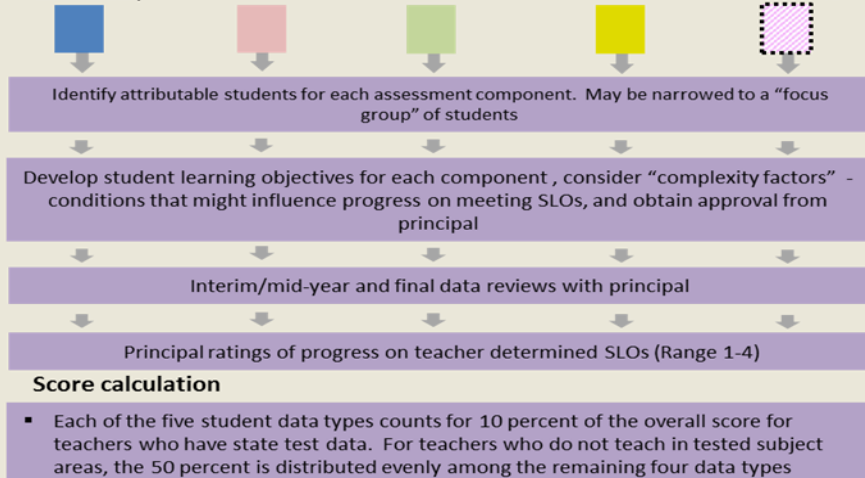 Identify attributable students for each assessment component.  May be narrowed to a “focus
group” of students
Develop student learning objectives for each component , consider “complexity factors”  -
conditions that might influence progress on meeting SLOs, and obtain approval from
principal
Interim/mid-year and final data reviews with principal
Principal ratings of progress on teacher determined SLOs (Range 1-4)
Score calculation
▪ Each of the five student data types counts for 10 percent of the overall score for
teachers who have state test data.  For teachers who do not teach in tested subject
areas, the 50 percent is distributed evenly among the remaining four data types